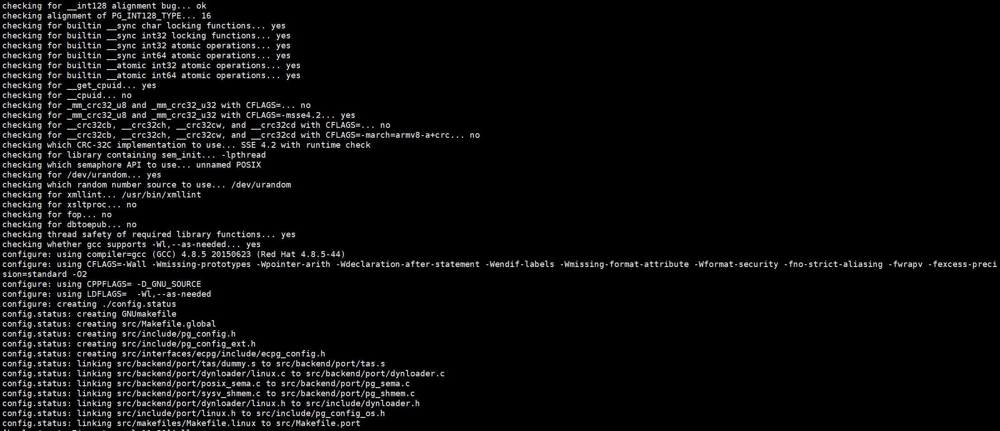 checking for __int128 alignment bug... ok
checking alignment of PG_INT128_TYPE... 16
checking for builtin __sync char locking functions... yes
checking for builtin __sync int32 locking functions... yes
checking for builtin __sync int32 atomic operations... yes
checking for builtin __sync int64 atomic operations... yes
checking for builtin __atomic int32 atomic operations... yes
checking for builtin __atomic int64 atomic operations... yes
checking for __get_cpuid... yes
checking for __cpuid... no
checking for _mm_crc32_u8 and _mm_crc32_u32 with CFLAGS=... no
checking for _mm_crc32_u8 and _mm_crc32_u32 with CFLAGS=-msse4.2... yes
checking for __crc32cb, __crc32ch, __crc32cw, and __crc32cd with CFLAGS=... no
checking for __crc32cb, __crc32ch, __crc32cw, and __crc32cd with CFLAGS=-march=armv8-a+crc... no
checking which CRC-32C implementation to use... SSE 4.2 with runtime check
checking for library containing sem_init... -lpthread
checking which semaphore API to use... unnamed POSIX
checking for /dev/urandom... yes
checking which random number source to use... /dev/urandom
checking for xmllint... /usr/bin/xmllint
checking for xsltproc... no
checking for fop... no
checking for dbtoepub... no
checking thread safety of required library functions... yes
checking whether gcc supports -Wl,--as-needed... yes
configure: using compiler=gcc (GCC) 4.8.5 20150623 (Red Hat 4.8.5-44)
configure: using CFLAGS=-Wall -Wmissing-prototypes -Wpointer-arith -Wdeclaration-after-statement -Wendif-labels -Wmissing-format-attribute -Wformat-security -fno-strict-aliasing -fwrapv -fexcess-preci
sion=standard -O2
configure: using CPPFLAGS= -D_GNU_SOURCE
configure: using LDFLAGS=  -Wl,--as-needed
configure: creating ./config.status
config.status: creating GNUmakefile
config.status: creating src/Makefile.global
config.status: creating src/include/pg_config.h
config.status: creating src/include/pg_config_ext.h
config.status: creating src/interfaces/ecpg/include/ecpg_config.h
config.status: linking src/backend/port/tas/dummy.s to src/backend/port/tas.s
config.status: linking src/backend/port/dynloader/linux.c to src/backend/port/dynloader.c
config.status: linking src/backend/port/posix_sema.c to src/backend/port/pg_sema.c
config.status: linking src/backend/port/sysv_shmem.c to src/backend/port/pg_shmem.c
config.status: linking src/backend/port/dynloader/linux.h to src/include/dynloader.h
config.status: linking src/include/port/linux.h to src/include/pg_config_os.h
config.status: linking src/makefiles/Makefile.linux to src/Makefile.port